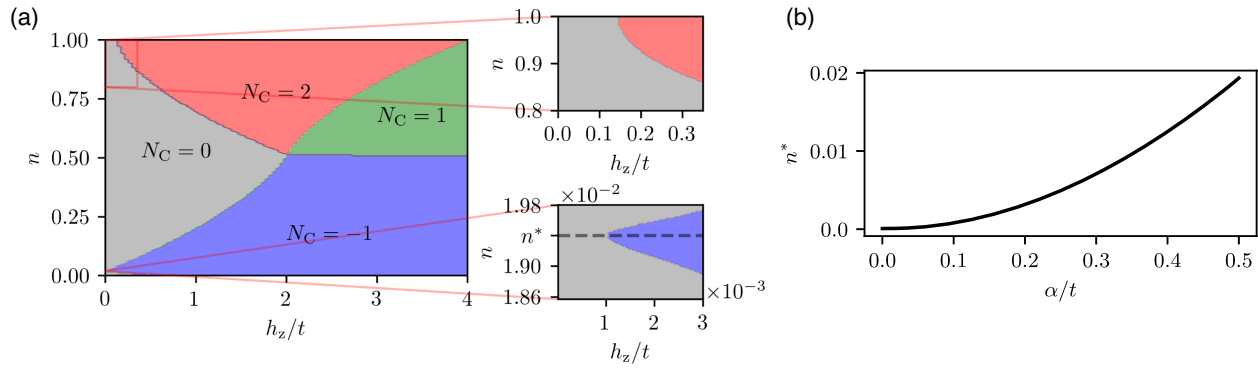 (a)
1.00
0.75
0.50
0.25
0.00
n
0
1
2
3
4
h_z/t
N_C = 0
N_C = 2
N_C = 1
N_C = −1
1.0
0.9
0.8
n
0.0
0.1
0.2
0.3
h_z/t
×10^−2
1.98
n*
1.90
1.86
n
×10^−3
1
2
3
h_z/t
(b)
0.02
0.01
0.0
n*
0.0
0.1
0.2
0.3
0.4
0.5
α/t